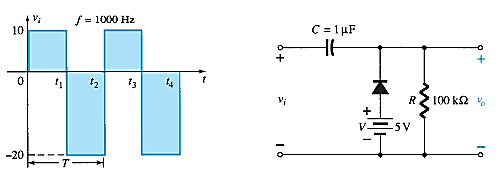 vi
f = 1000 Hz
10
0
t1
t2
t3
t4
t
–20
T
C = 1 µF
+
+
+
vi
V
5 V
R
100 kΩ
vo
–
–
–